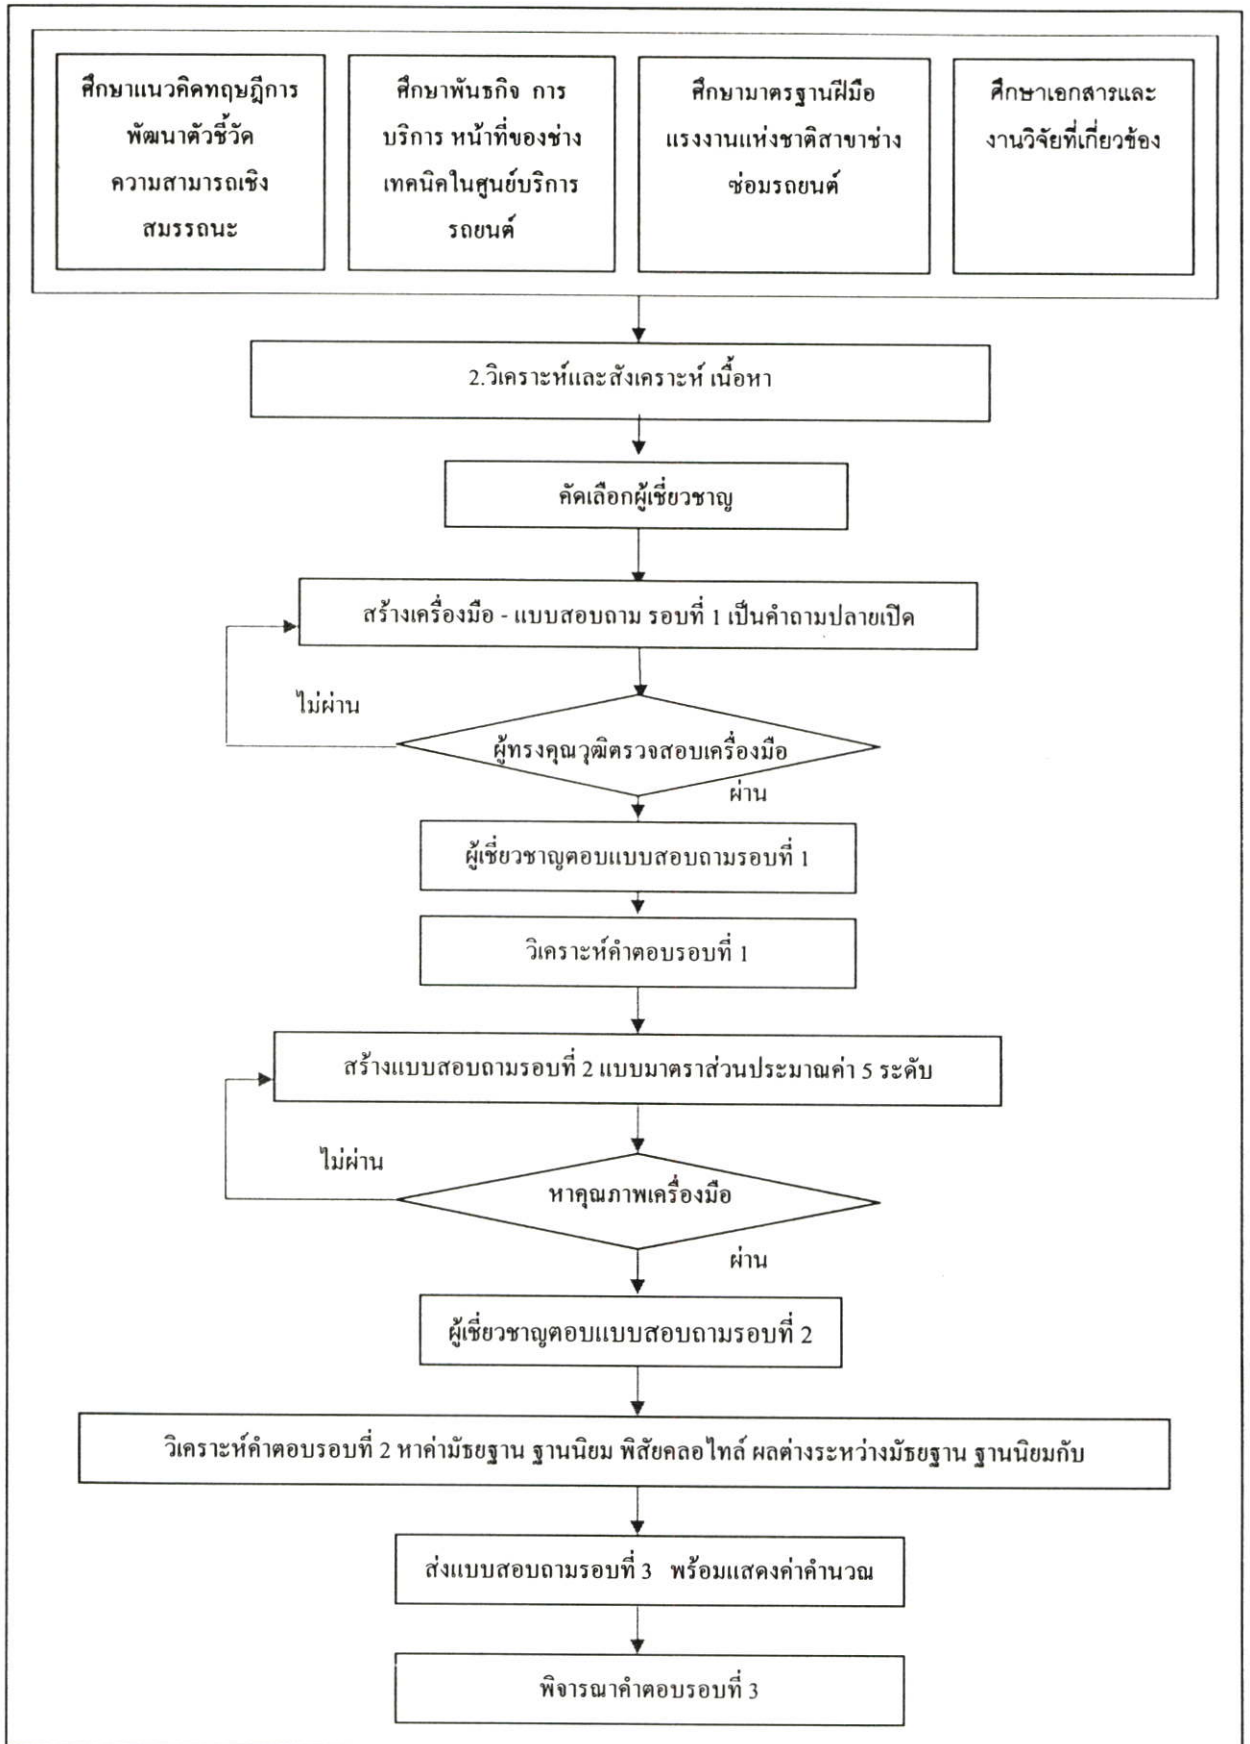 ศึกษาแนวคิดทฤษฎีการ
พัฒนาตัวชี้วัด
ความสามารถเชิง
สมรรถนะ
ศึกษาพันธกิจ การ
บริการ หน้าที่ของช่าง
เทคนิคในศูนย์บริการ
รถยนต์
ศึกษามาตรฐานฝีมือ
แรงงานแห่งชาติสาขาช่าง
ซ่อมรถยนต์
ศึกษาเอกสารและ
งานวิจัยที่เกี่ยวข้อง
2.วิเคราะห์และสังเคราะห์ เนื้อหา
คัดเลือกผู้เชี่ยวชาญ
สร้างเครื่องมือ - แบบสอบถาม รอบที่ 1 เป็นคำถามปลายเปิด
ไม่ผ่าน
ผู้ทรงคุณวุฒิตรวจสอบเครื่องมือ
ผ่าน
ผู้เชี่ยวชาญตอบแบบสอบถามรอบที่ 1
วิเคราะห์คำตอบรอบที่ 1
สร้างแบบสอบถามรอบที่ 2 แบบมาตราส่วนประมาณค่า 5 ระดับ
ไม่ผ่าน
หาคุณภาพเครื่องมือ
ผ่าน
ผู้เชี่ยวชาญตอบแบบสอบถามรอบที่ 2
วิเคราะห์คำตอบรอบที่ 2 หาค่ามัธยฐาน ฐานนิยม พิสัยคลอไทล์ ผลต่างระหว่างมัธยฐาน ฐานนิยมกับ
ส่งแบบสอบถามรอบที่ 3 พร้อมแสดงค่าคำนวณ
พิจารณาคำตอบรอบที่ 3